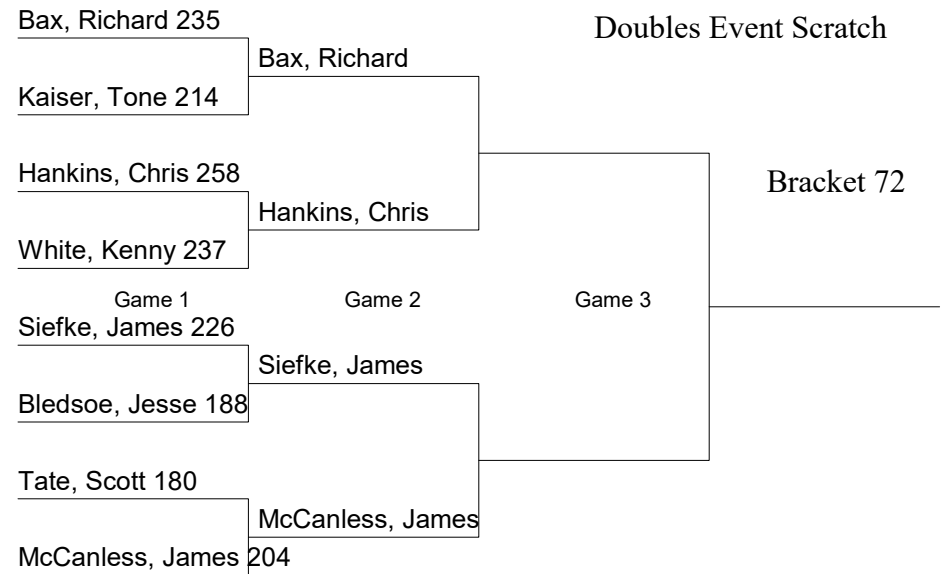 Bax, Richard 235
Doubles Event Scratch
Bax, Richard
Kaiser, Tone 214
Hankins, Chris 258
Bracket 72
Hankins, Chris
White, Kenny 237
Game 1
Game 2
Game 3
Siefke, James 226
Siefke, James
Bledsoe, Jesse 188
Tate, Scott 180
McCanless, James
McCanless, James 204